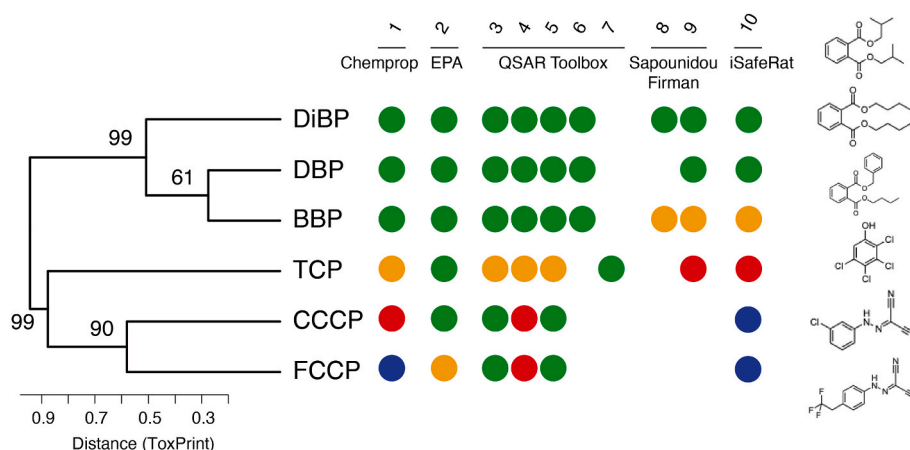 1 2 3 4 5 6 7 8 9 10
Chemprop EPA QSAR Toolbox Sapounidou iSafeRat
Firman
DiBP
99
DBP
61
BBP
TCP
99
CCCP
90
FCCP
0.9 0.7 0.5 0.3
Distance (ToxPrint)
O
O
O
O
O
O
O
O
O
O
O
O
OH
Cl
Cl
Cl
Cl
N
Cl
H
N
N
N
F
F
F
H
N
N